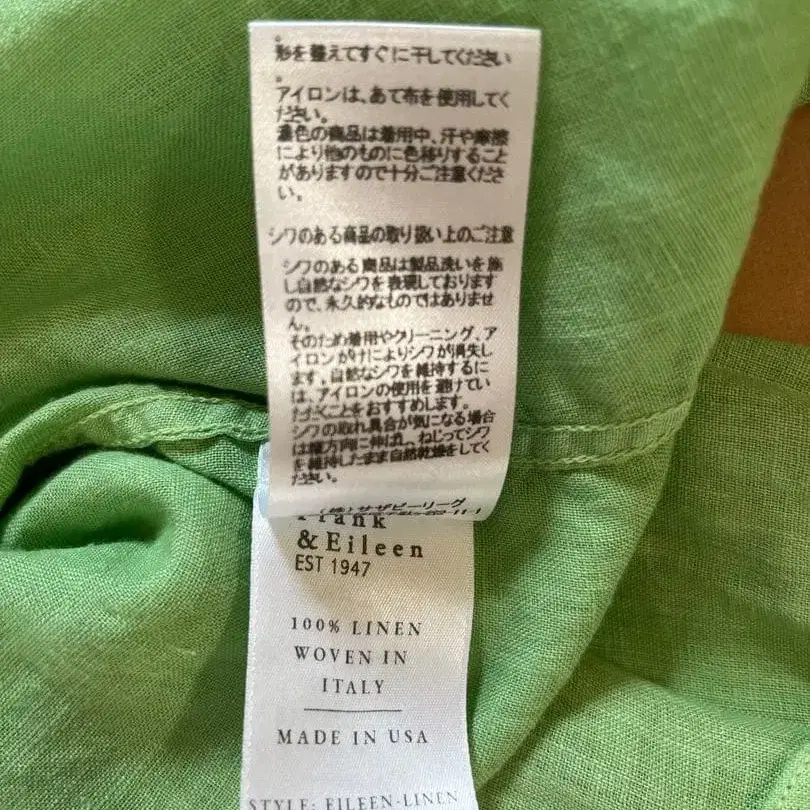 。
形を整えてすぐに干してください
。
アイロンは、あて布を使用してく
ださい。
濃色の商品は着用中、汗や摩擦
により他のものに色移りすること
がありますので十分ご注意くださ
い。
シワのある商品の取り扱い上のご注意
シワのある商品は製品洗いを施
し自然なシワを表現しております
ので、永久的なものではありませ
ん。
そのため着用やクリーニング、ア
イロンがけによりシワが消失し
ます。自然なシワを維持するに
は、アイロンの使用を避けてい
ただくことをおすすめします。
シワの取れ具合が気になる場合
は縦方向に伸ばし、ねじってシワ
を維持したまま自然乾燥をしてく
ださい。
(株)サザビーリーグ
Frank
& Eileen
EST 1947
100% LINEN
WOVEN IN
ITALY
MADE IN USA
STYLE: EILEEN-LINEN